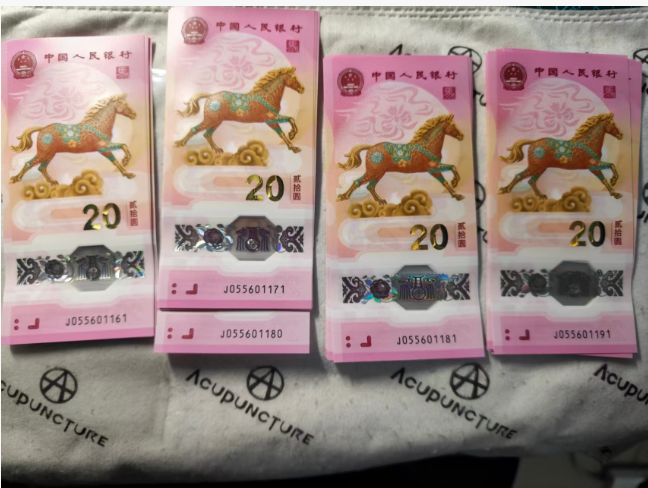 中国人民银行
20
贰拾圆
J055601161
中国人民银行
20
贰拾圆
J055601171
J055601180
中国人民银行
20
贰拾圆
J055601181
中国人民银行
20
贰拾圆
J055601191
ACUPUNCTURE
ACUPUNCTURE
ACUPUNCTURE